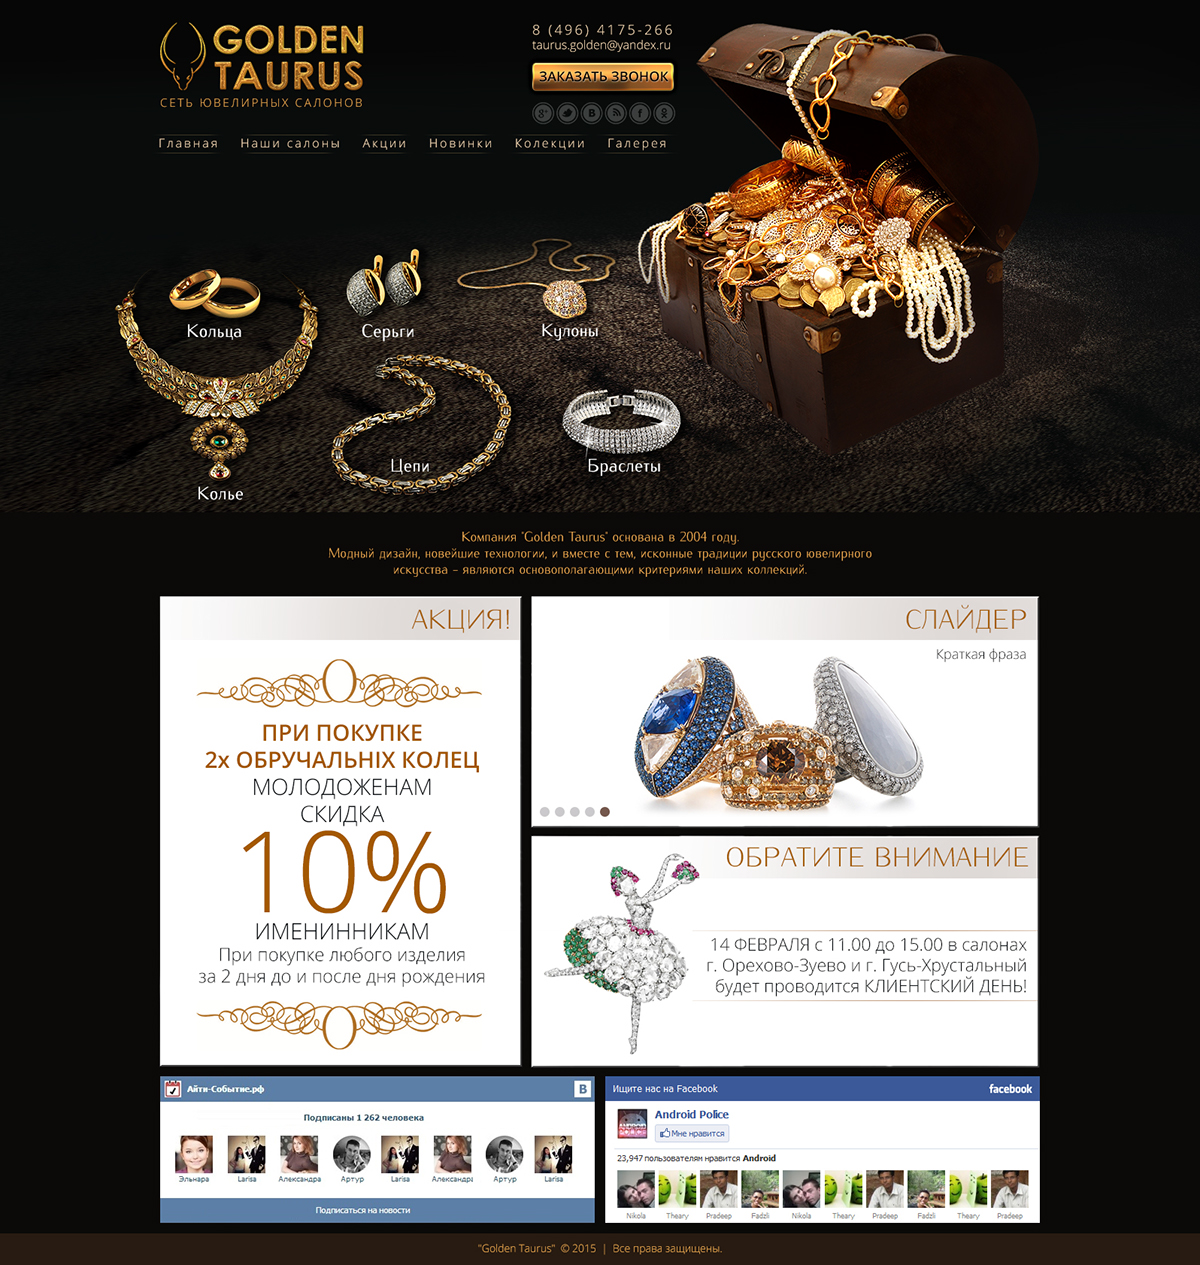 GOLDEN
TAURUS
СЕТЬ ЮВЕЛИРНЫХ САЛОНОВ
8 (496) 4175-266
taurus.golden@yandex.ru
ЗАКАЗАТЬ ЗВОНОК
Главная Наши салоны Акции Новинки Колекции Галерея
Кольца
Серьги
Кулоны
Цепи
Браслеты
Колье
Компания "Golden Taurus" основана в 2004 году.
Модный дизайн, новейшие технологии, и вместе с тем, исконные традиции русского ювелирного
искусства – являются основополагающими критериями наших коллекций.
АКЦИЯ!
ПРИ ПОКУПКЕ
2х ОБРУЧАЛЬНІХ КОЛЕЦ
МОЛОДОЖЕНАМ
СКИДКА
10%
ИМЕНИННИКАМ
При покупке любого изделия
за 2 дня до и после дня рождения
СЛАЙДЕР
Краткая фраза
ОБРАТИТЕ ВНИМАНИЕ
14 ФЕВРАЛЯ с 11.00 до 15.00 в салонах
г. Орехово-Зуево и г. Гусь-Хрустальный
будет проводится КЛИЕНТСКИЙ ДЕНЬ!
Айти-Событие.рф
B
Подписаны 1 262 человека
Эльнара Larisa Александра Артур Larisa Александра Артур Larisa
Подписаться на новости
Ищите нас на Facebook facebook
ANDROID
POLICE
Android Police
Мне нравится
23,947 пользователям нравится Android
Nikola Theary Pradeep Fadzli Nikola Theary Pradeep Fadzli Theary Pradeep
"Golden Taurus" © 2015 | Все права защищены.